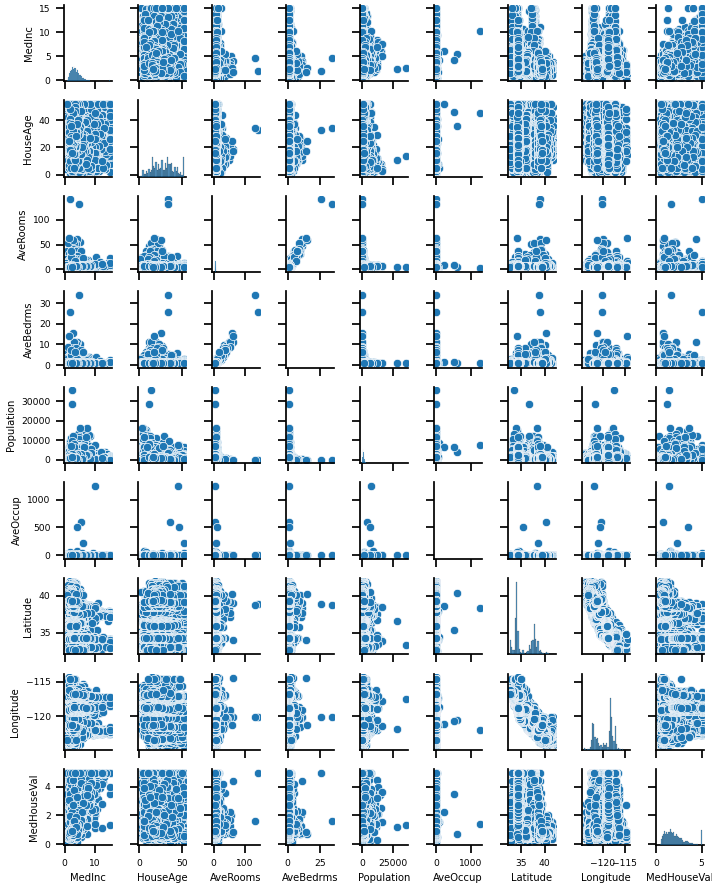 15
10
5
0
MedInc
40
20
0
HouseAge
100
50
0
AveRooms
30
20
10
0
AveBedrms
30000
20000
10000
0
Population
1000
500
0
AveOccup
40
35
Latitude
−115
−120
Longitude
4
2
0
MedHouseVal
0 10
0 50
0 100
0 25
0 25000
0 1000
35 40
−120 −115
0 5
MedInc
HouseAge
AveRooms
AveBedrms
Population
AveOccup
Latitude
Longitude
MedHouseVal